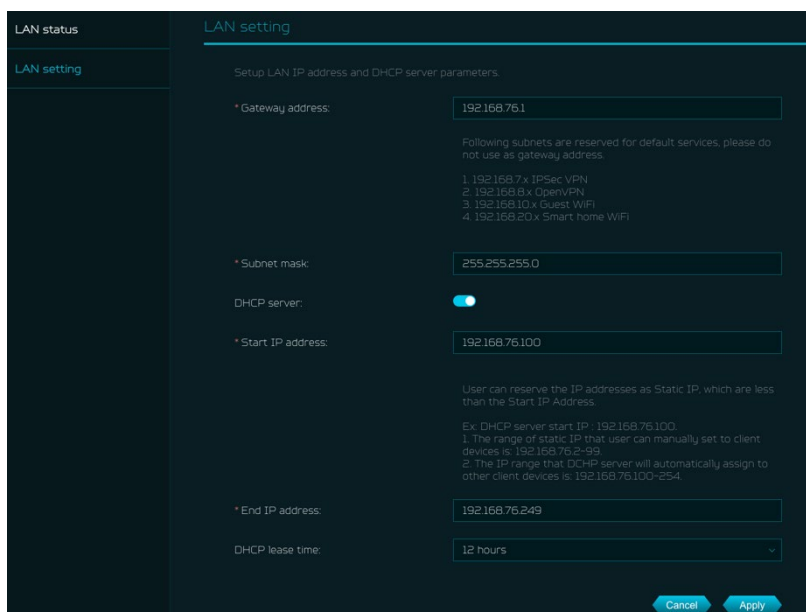 LAN status
LAN setting
LAN setting
Setup LAN IP address and DHCP server parameters.
* Gateway address:
192.168.76.1
Following subnets are reserved for default services, please do
not use as gateway address.
1. 192.168.7.x IPSec VPN
2. 192.168.8.x OpenVPN
3. 192.168.10.x Guest WiFi
4. 192.168.20.x Smart home WiFi
* Subnet mask:
255.255.255.0
DHCP server:
* Start IP address:
192.168.76.100
User can reserve the IP addresses as Static IP, which are less
than the Start IP Address.
Ex: DHCP server start IP : 192.168.76.100.
1. The range of static IP that user can manually set to client
devices is: 192.168.76.2-99.
2. The IP range that DCHP server will automatically assign to
other client devices is: 192.168.76.100-254.
* End IP address:
192.168.76.249
DHCP lease time:
12 hours
Cancel
Apply